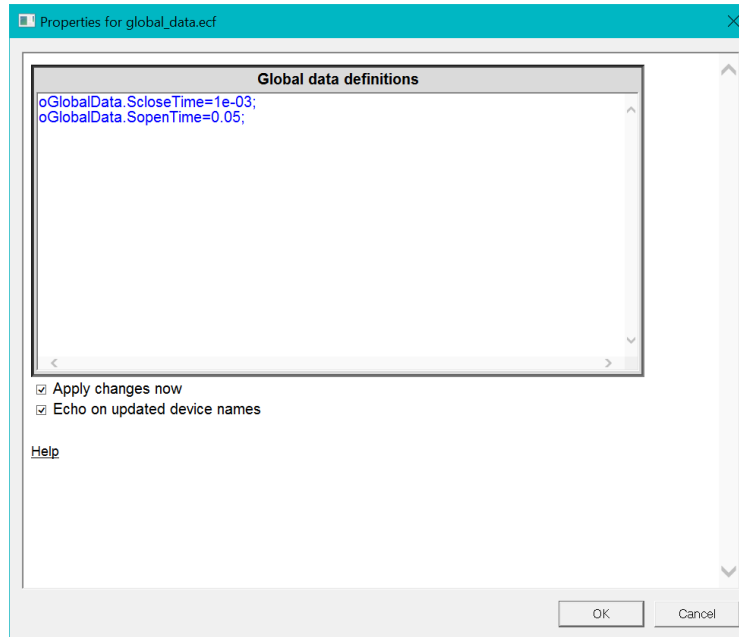 Properties for global_data.ecf
Global data definitions
oGlobalData.ScloseTime=1e-03;
oGlobalData.SopenTime=0.05;
Apply changes now
Echo on updated device names
Help
OK
Cancel